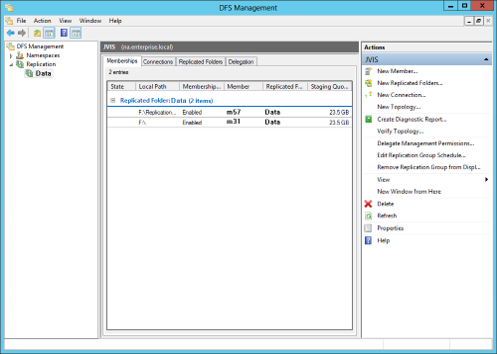 DFS Management
File Action View Window Help
DFS Management
Namespaces
Replication
Data
JVIS (ira.enterprise.local)
Memberships Connections Replicated Folders Delegation
2 entries
State Local Path Membership... Member Replicated F... Staging Quo...
Replicated Folder: Data (2 items)
F:\Replication... Enabled m57 Data 23.5 GB
F:\ Enabled m31 Data 23.5 GB
Actions
JVIS
New Member...
New Replicated Folders...
New Connection...
New Topology...
Create Diagnostic Report...
Verify Topology...
Delegate Management Permissions...
Edit Replication Group Schedule...
Remove Replication Group from Displ...
View
New Window from Here
Delete
Refresh
Properties
Help